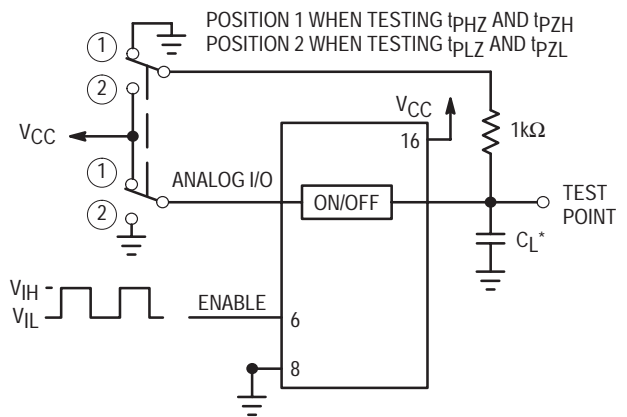 POSITION 1 WHEN TESTING tPHZ AND tPZH
POSITION 2 WHEN TESTING tPLZ AND tPZL
1
2
VCC
VCC
16
1kΩ
1
ANALOG I/O
ON/OFF
TEST
POINT
2
CL*
VIH
VIL
ENABLE
6
8